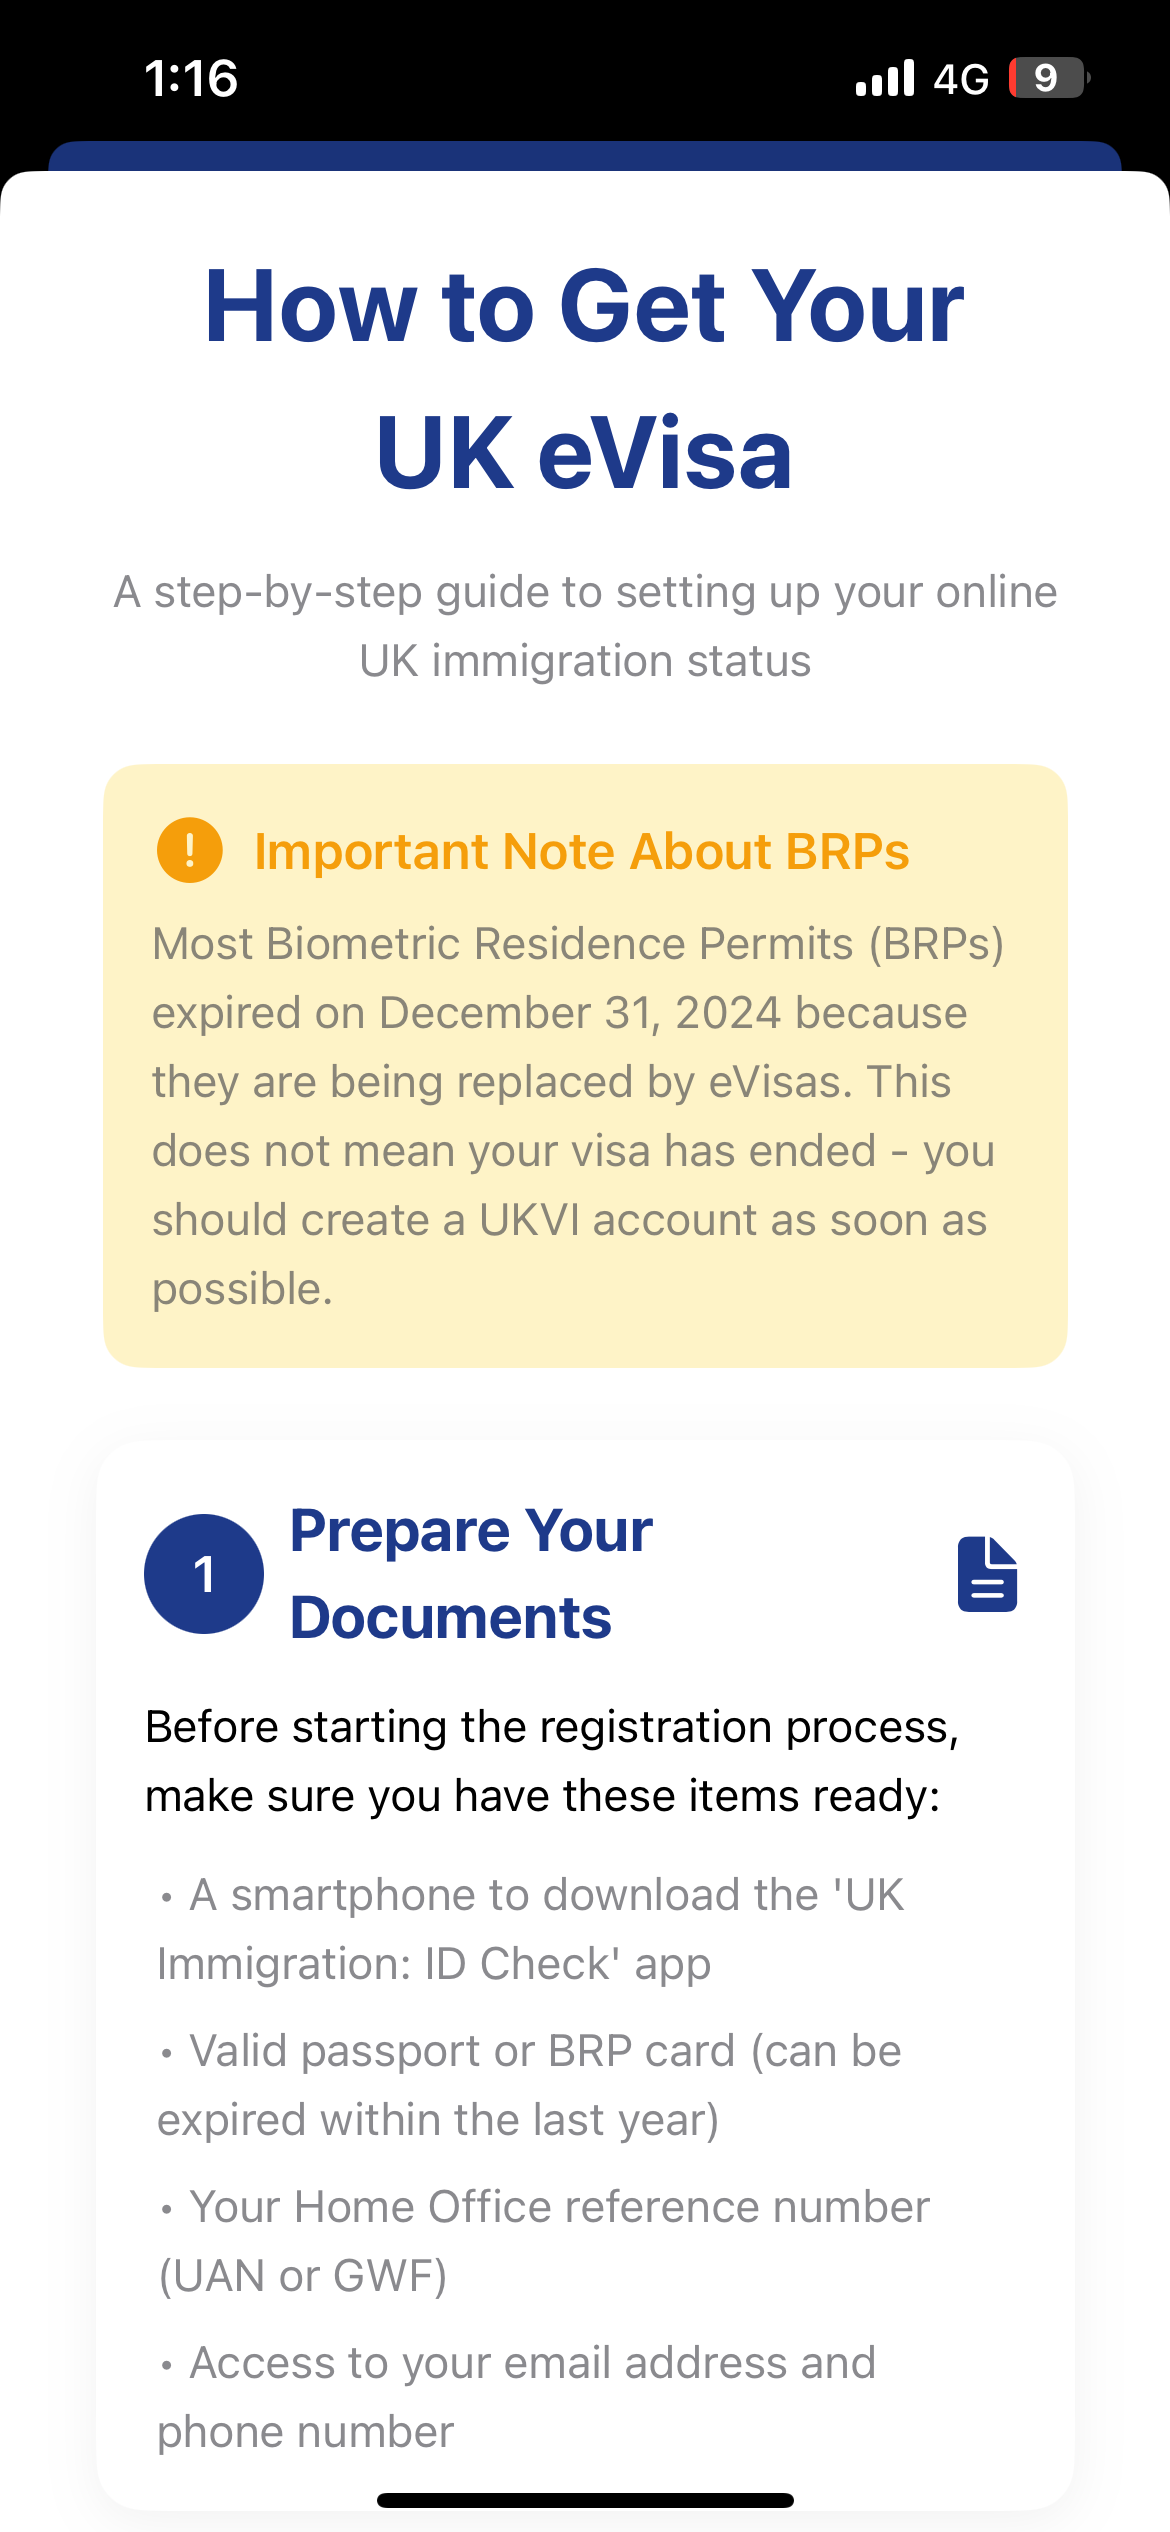 1:16
4G
9
How to Get Your
UK eVisa
A step-by-step guide to setting up your online
UK immigration status
! Important Note About BRPs
Most Biometric Residence Permits (BRPs)
expired on December 31, 2024 because
they are being replaced by eVisas. This
does not mean your visa has ended - you
should create a UKVI account as soon as
possible.
1
Prepare Your
Documents
Before starting the registration process,
make sure you have these items ready:
• A smartphone to download the 'UK
Immigration: ID Check' app
• Valid passport or BRP card (can be
expired within the last year)
• Your Home Office reference number
(UAN or GWF)
• Access to your email address and
phone number